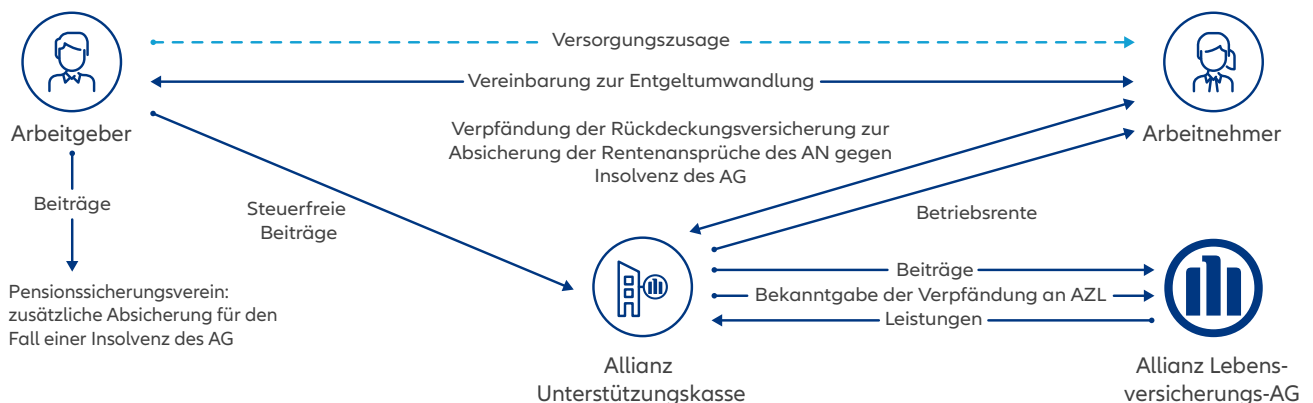 Versorgungszusage
Vereinbarung zur Entgeltumwandlung
Arbeitgeber
Arbeitnehmer
Verpfändung der Rückdeckungsversicherung zur
Absicherung der Rentenansprüche des AN gegen
Insolvenz des AG
Beiträge
Steuerfreie
Beiträge
Betriebsrente
Pensionssicherungsverein:
zusätzliche Absicherung für den
Fall einer Insolvenz des AG
Beiträge
Bekanntgabe der Verpfändung an AZL
Leistungen
Allianz
Unterstützungskasse
Allianz Lebens-
versicherungs-AG